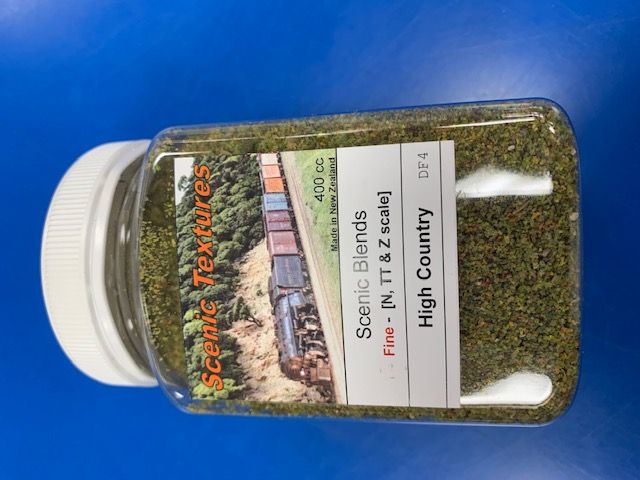 Scenic Textures
400 cc
Made in New Zealand
Scenic Blends
Fine - [N, TT & Z scale]
High Country DF4